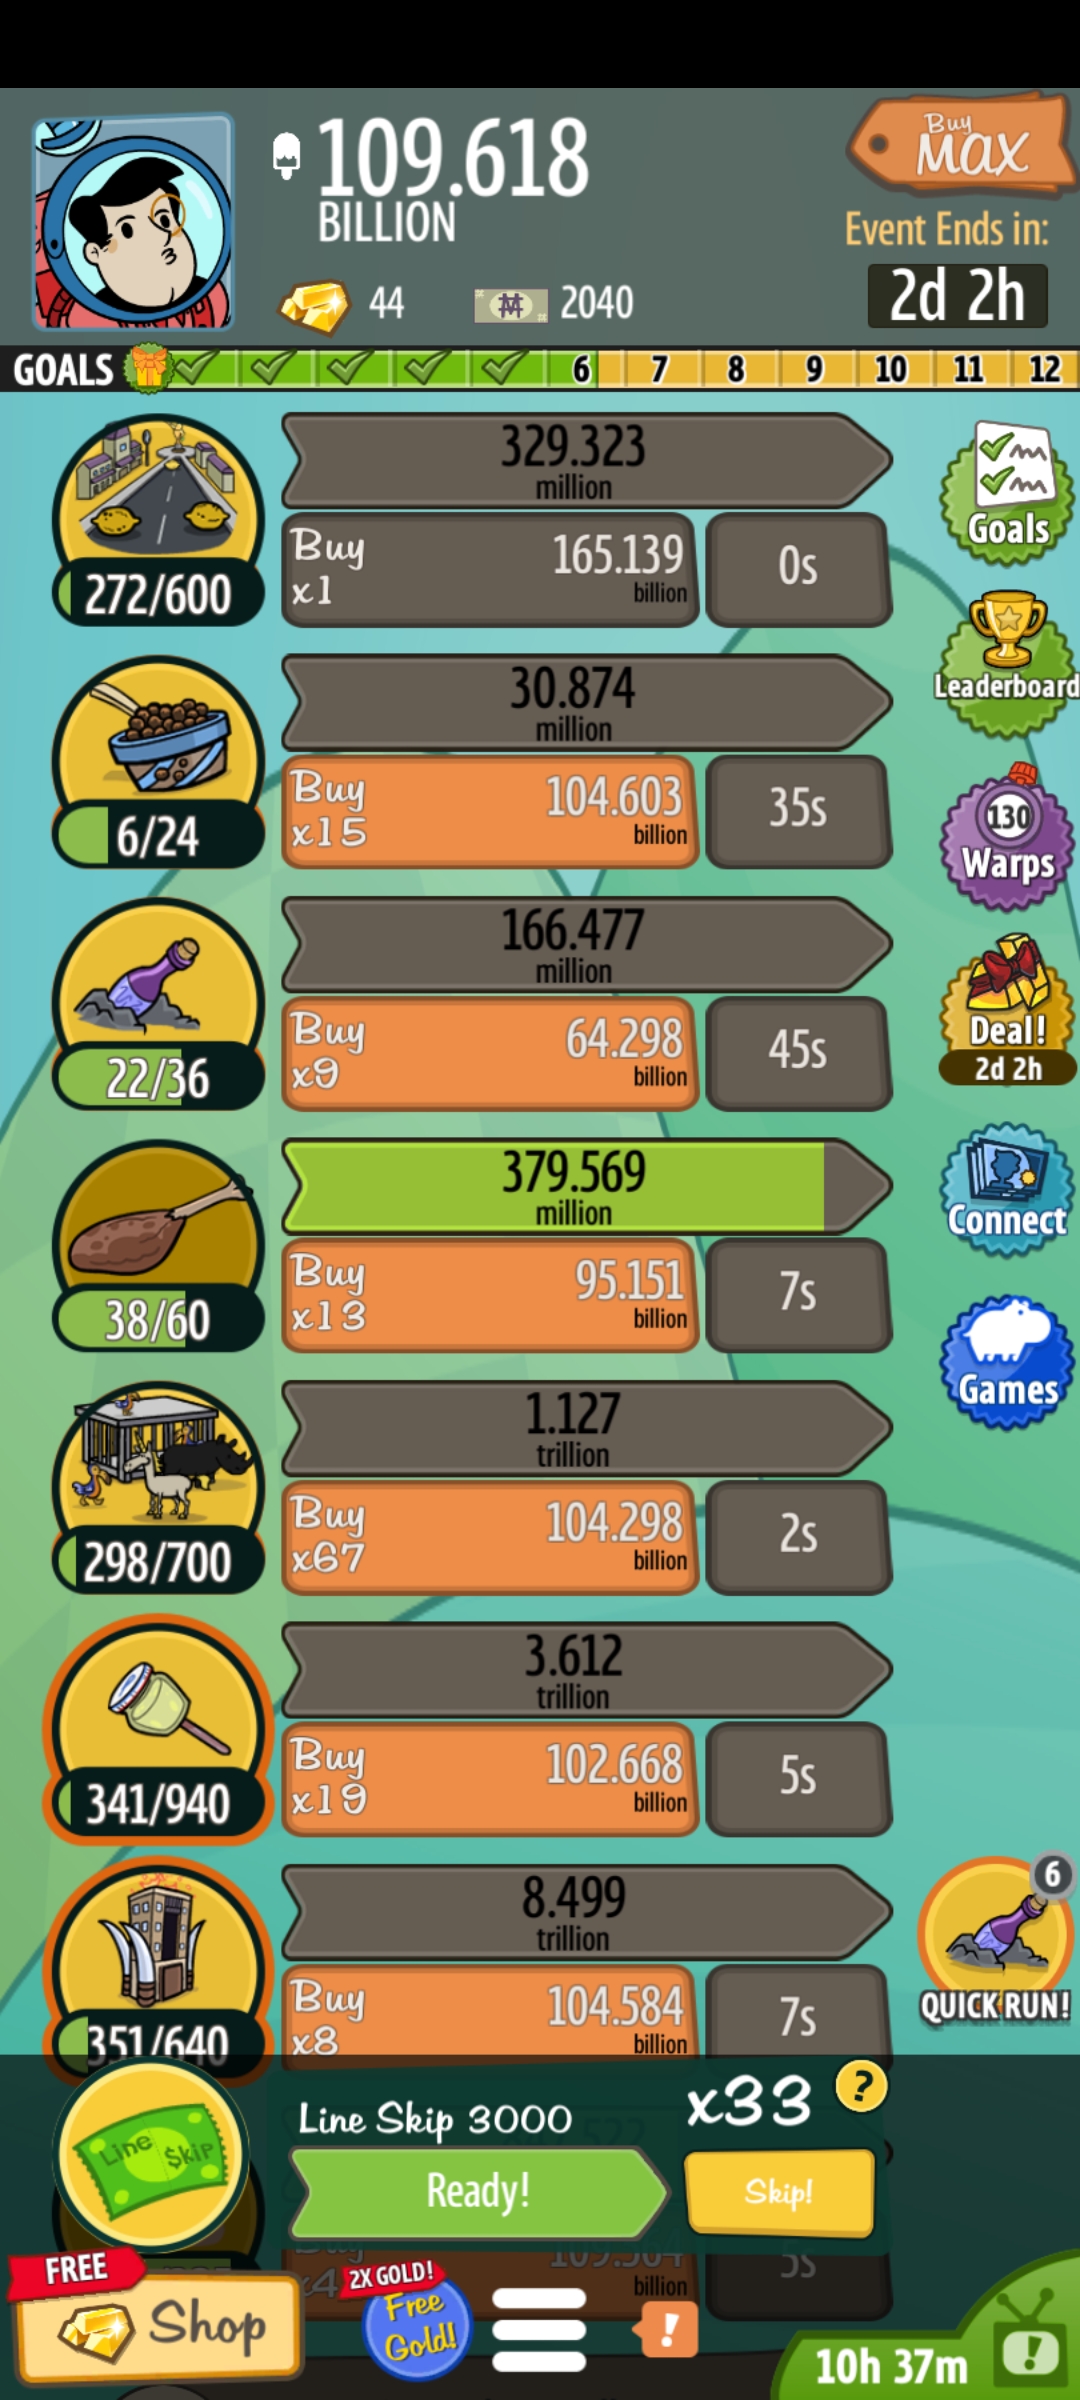 109.618
BILLION
Buy
MAX
Event Ends in:
2d 2h
44
2040
GOALS 6 7 8 9 10 11 12
329.323
million
272/600
Buy
x1
165.139
billion
0s
Goals
Leaderboard
30.874
million
6/24
Buy
x15
104.603
billion
35s
130
Warps
166.477
million
22/36
Buy
x9
64.298
billion
45s
Deal!
2d 2h
379.569
million
38/60
Buy
x13
95.151
billion
7s
Connect
1.127
trillion
298/700
Buy
x67
104.298
billion
2s
Games
3.612
trillion
341/940
Buy
x19
102.668
billion
5s
8.499
trillion
351/640
Buy
x8
104.584
billion
7s
6
QUICK RUN!
Line Skip
Line Skip 3000
x33
?
Ready!
Skip!
Buy
x4
billion
5s
FREE
Shop
2X GOLD!
Free
Gold!
!
10h 37m
!